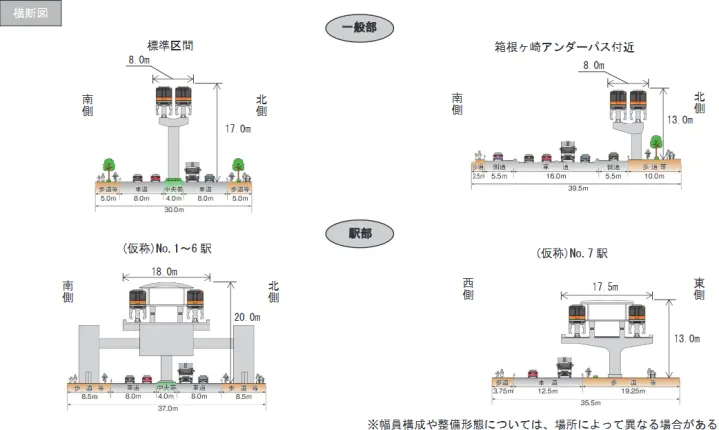 横断図
一般部
標準区間
8.0m
南側
北側
17.0m
歩道等 車道 中央帯 車道 歩道等
5.0m 8.0m 4.0m 8.0m 5.0m
30.0m
箱根ヶ崎アンダーパス付近
8.0m
南側
北側
13.0m
歩道 側道 車道 側道 歩道等
2.5m 5.5m 16.0m 5.5m 10.0m
39.5m
駅部
(仮称)No.1～6駅
18.0m
南側
北側
20.0m
歩道等 車道 中央帯 車道 歩道等
8.5m 8.0m 4.0m 8.0m 8.5m
37.0m
(仮称)No.7駅
17.5m
西側
東側
13.0m
歩道 車道 歩道等
3.75m 12.5m 19.25m
35.5m
※幅員構成や整備形態については、場所によって異なる場合がある